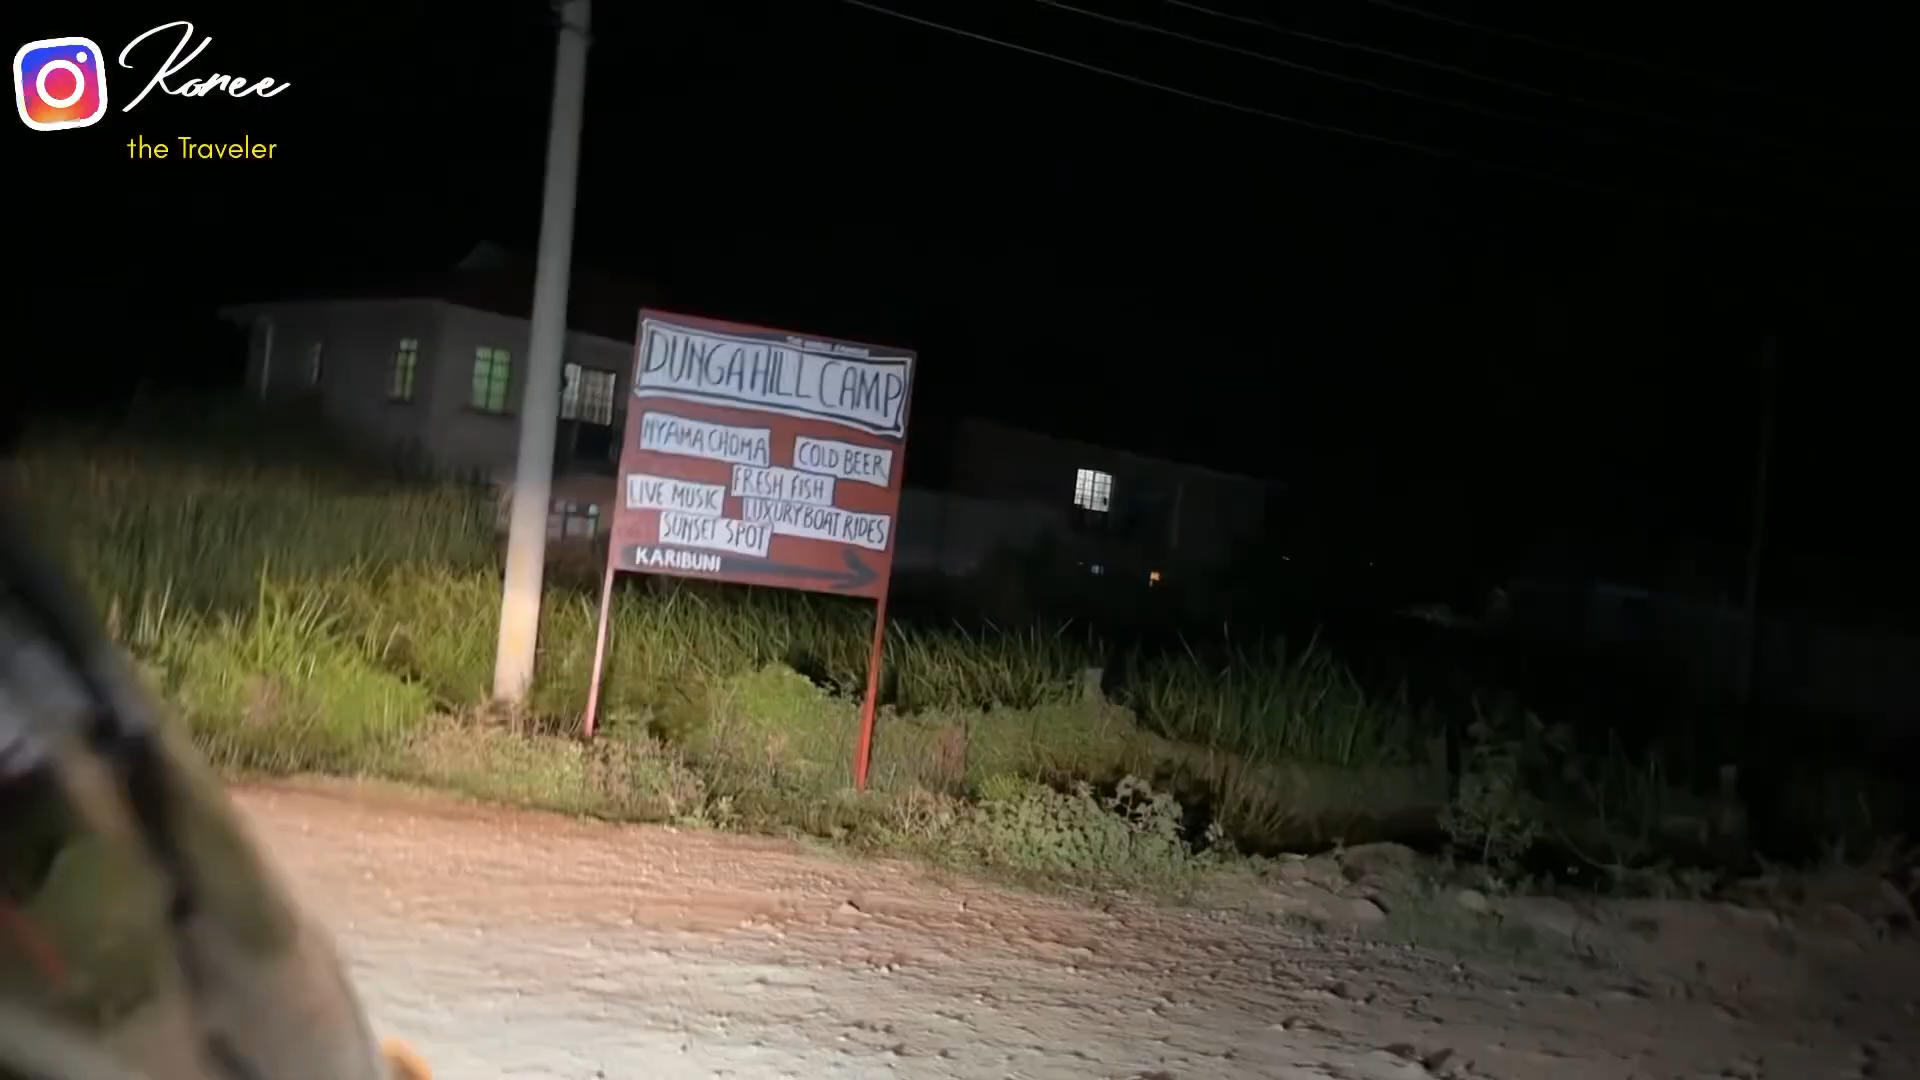 Koree
the Traveler
DUNGA HILL CAMP
NYAMA CHOMA
COLD BEER
FRESH FISH
LIVE MUSIC
LUXURY BOAT RIDES
SUNSET SPOT
KARIBUNI